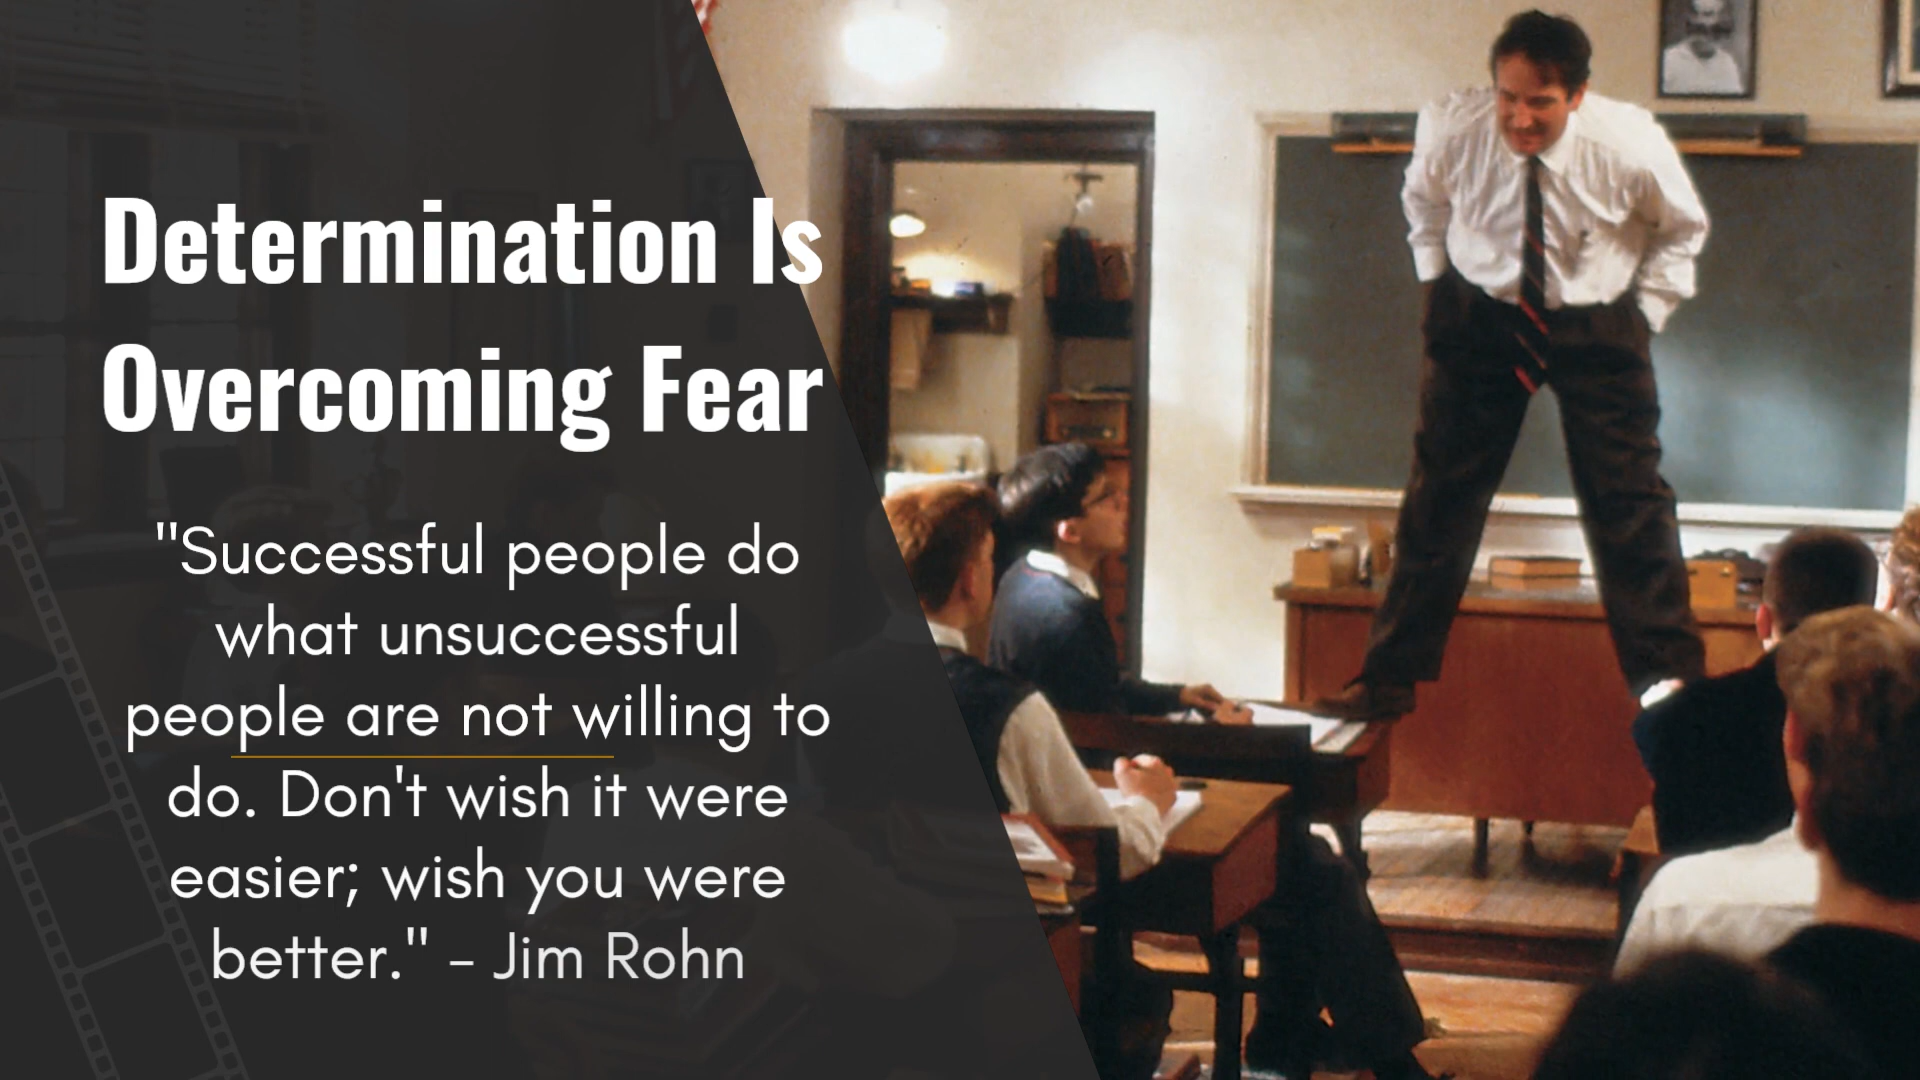 Determination Is
Overcoming Fear
"Successful people do
what unsuccessful
people are not willing to
do. Don't wish it were
easier; wish you were
better." – Jim Rohn